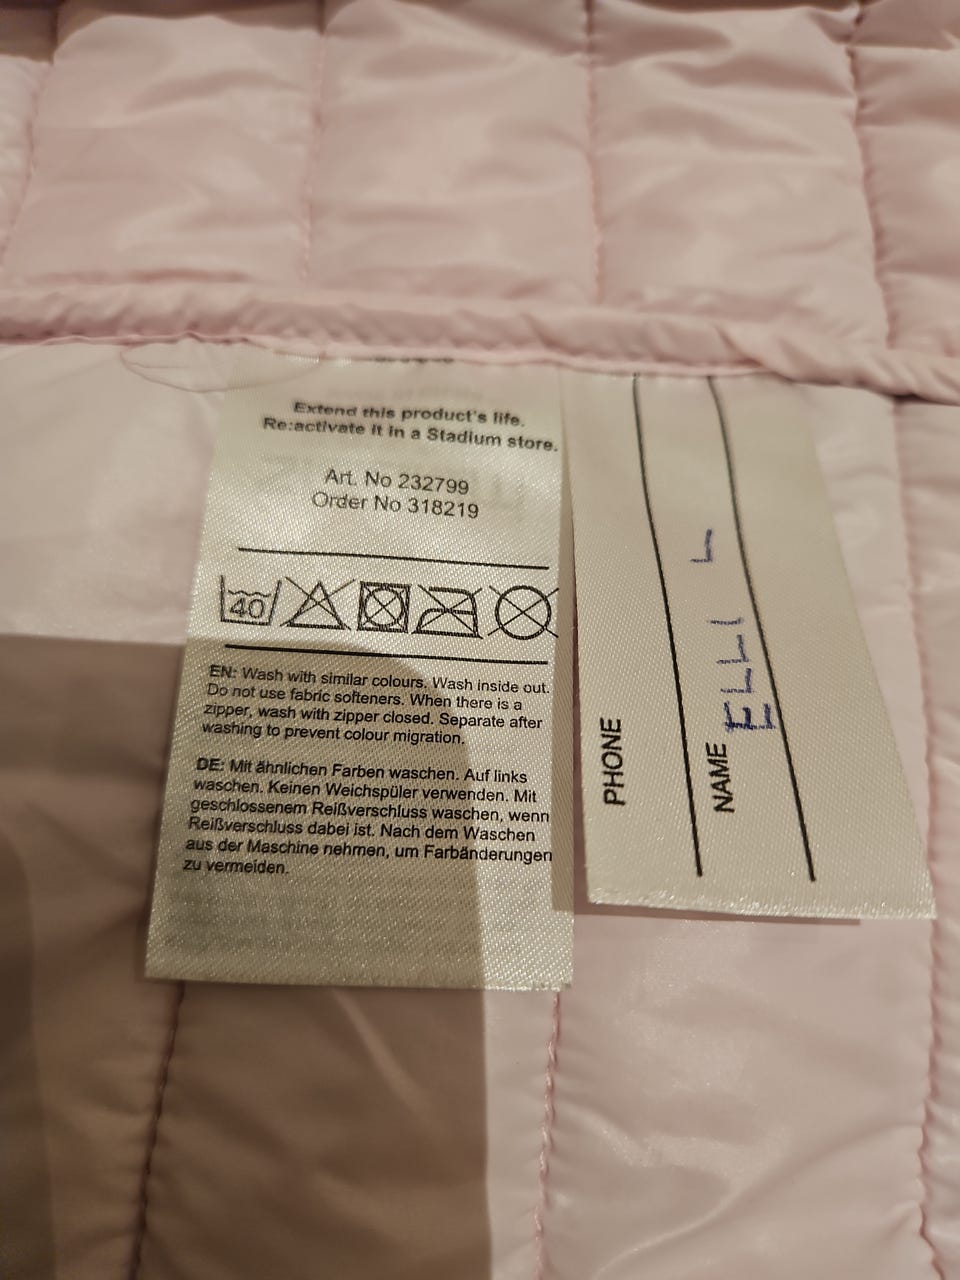 Extend this product's life.
Re:activate it in a Stadium store.
Art. No 232799
Order No 318219
40
EN: Wash with similar colours. Wash inside out.
Do not use fabric softeners. When there is a
zipper, wash with zipper closed. Separate after
washing to prevent colour migration.
DE: Mit ähnlichen Farben waschen. Auf links
waschen. Keinen Weichspüler verwenden. Mit
geschlossenem Reißverschluss waschen, wenn
Reißverschluss dabei ist. Nach dem Waschen
aus der Maschine nehmen, um Farbänderungen
zu vermeiden.
PHONE
NAME ELLI L